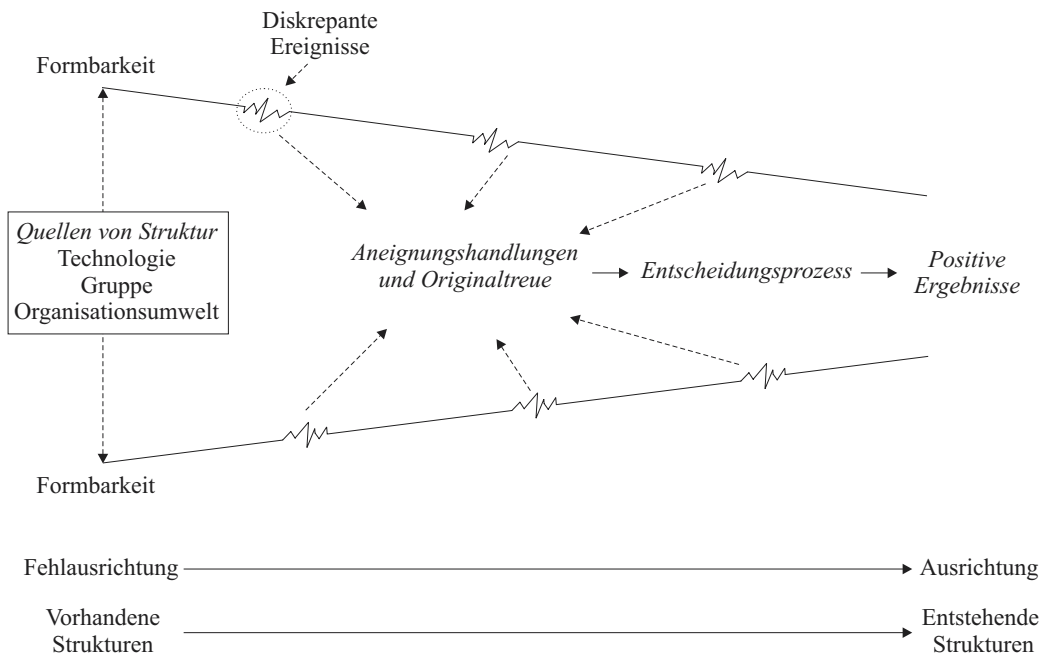 Diskrepante
Ereignisse
Formbarkeit
Quellen von Struktur
Technologie
Gruppe
Organisationsumwelt
Aneignungshandlungen
und Originaltreue
Entscheidungsprozess
Positive
Ergebnisse
Formbarkeit
Fehlausrichtung
Ausrichtung
Vorhandene
Strukturen
Entstehende
Strukturen